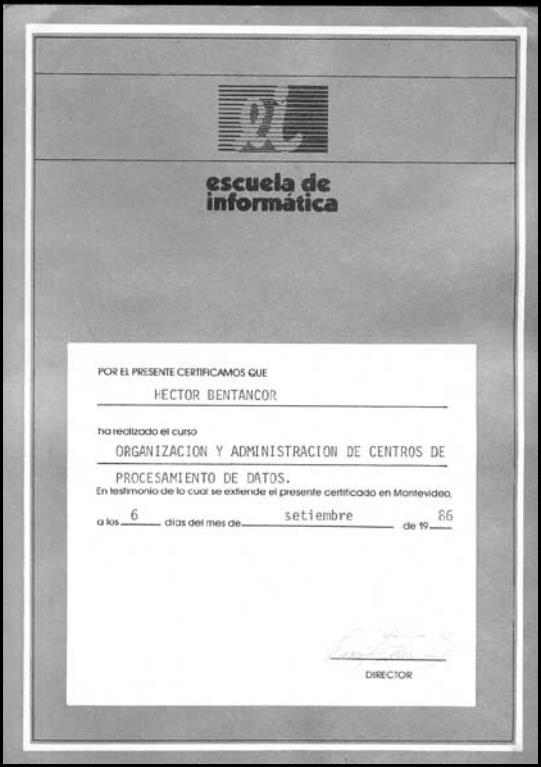 ei
escuela de
informática
POR EL PRESENTE CERTIFICAMOS QUE
HECTOR BENTANCOR
ha realizado el curso
ORGANIZACION Y ADMINISTRACION DE CENTROS DE
PROCESAMIENTO DE DATOS.
En testimonio de lo cual se extiende el presente certificado en Montevideo,
a los 6 días del mes de setiembre de 1986
DIRECTOR